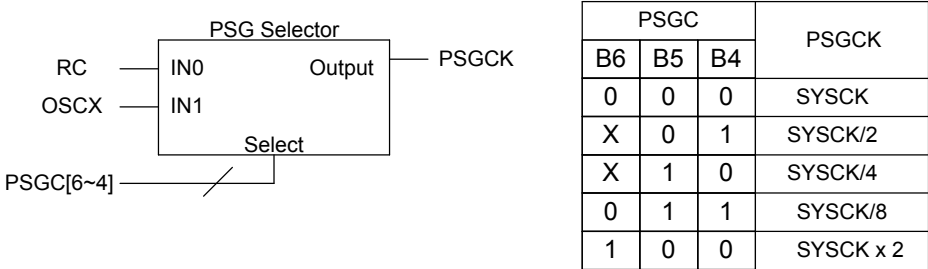 PSG Selector
RC IN0 Output PSGCK
OSCX IN1
Select
PSGC[6~4]
PSGC PSGCK
B6 B5 B4
0 0 0 SYSCK
X 0 1 SYSCK/2
X 1 0 SYSCK/4
0 1 1 SYSCK/8
1 0 0 SYSCK x 2